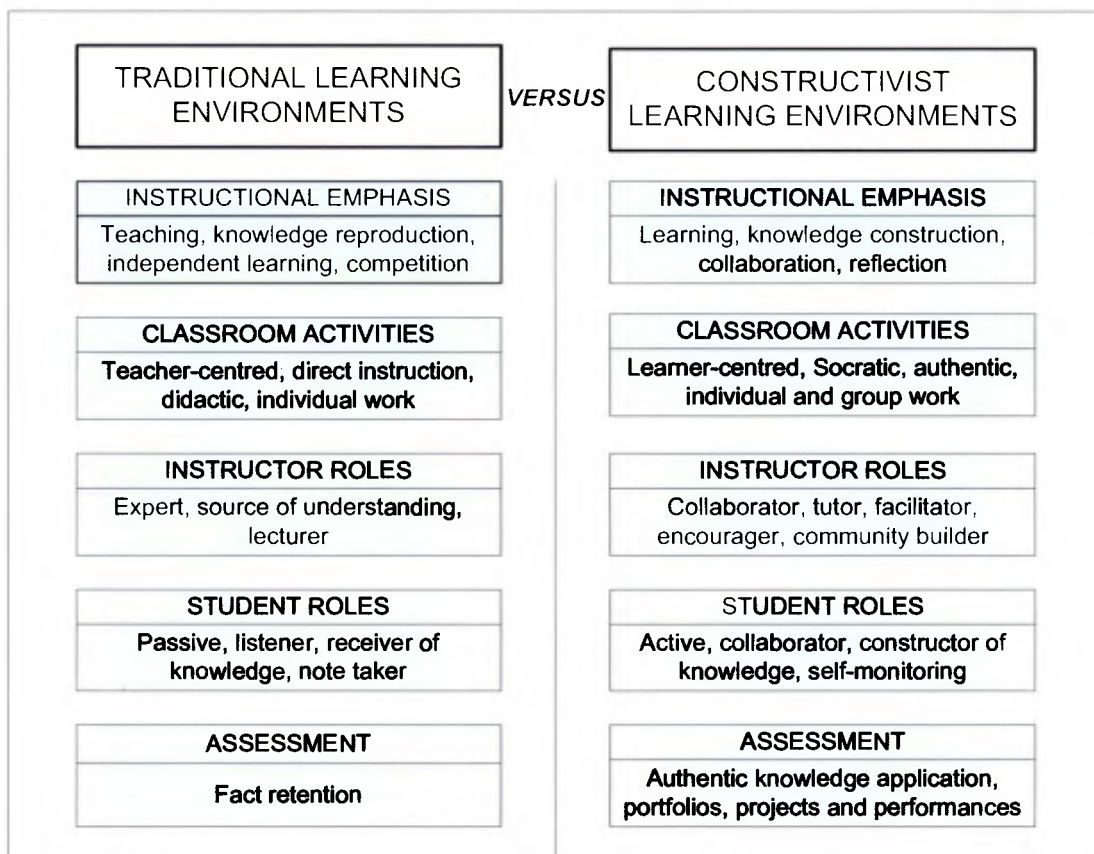 TRADITIONAL LEARNING
ENVIRONMENTS
VERSUS
CONSTRUCTIVIST
LEARNING ENVIRONMENTS
INSTRUCTIONAL EMPHASIS
Teaching, knowledge reproduction,
independent learning, competition
CLASSROOM ACTIVITIES
Teacher-centred, direct instruction,
didactic, individual work
INSTRUCTOR ROLES
Expert, source of understanding,
lecturer
STUDENT ROLES
Passive, listener, receiver of
knowledge, note taker
ASSESSMENT
Fact retention
INSTRUCTIONAL EMPHASIS
Learning, knowledge construction,
collaboration, reflection
CLASSROOM ACTIVITIES
Learner-centred, Socratic, authentic,
individual and group work
INSTRUCTOR ROLES
Collaborator, tutor, facilitator,
encourager, community builder
STUDENT ROLES
Active, collaborator, constructor of
knowledge, self-monitoring
ASSESSMENT
Authentic knowledge application,
portfolios, projects and performances